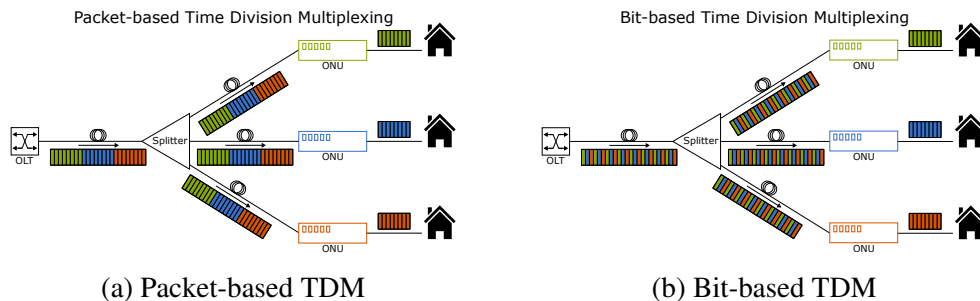 Packet-based Time Division Multiplexing
ONU
Splitter
OLT
ONU
ONU
(a) Packet-based TDM
Bit-based Time Division Multiplexing
ONU
Splitter
OLT
ONU
ONU
(b) Bit-based TDM